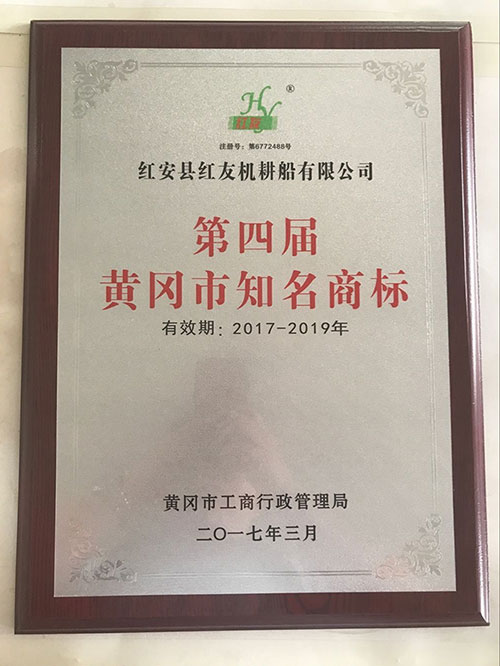 HY®
红友
注册号：第6772488号
红安县红友机耕船有限公司
第四届
黄冈市知名商标
有效期：2017-2019年
黄冈市工商行政管理局
二〇一七年三月